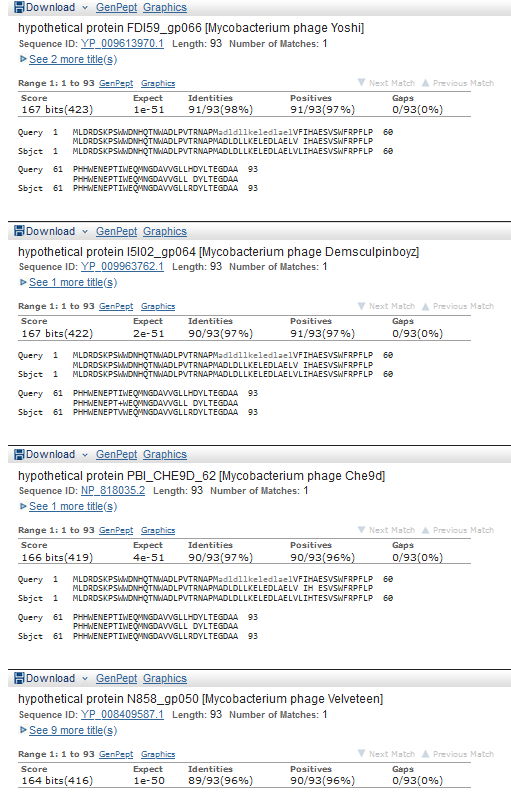 Download GenPept Graphics
hypothetical protein FDI59_gp066 [Mycobacterium phage Yoshi]
Sequence ID: YP_009613970.1 Length: 93 Number of Matches: 1
See 2 more title(s)
Range 1: 1 to 93 GenPept Graphics Next Match Previous Match
Score Expect Identities Positives Gaps
167 bits(423) 1e-51 91/93(98%) 91/93(97%) 0/93(0%)
Query 1 MLDRDSKPSWWDNHQTNWADLPVTRNAPMadldllkeledlaelVFIHAESVSWFRPFLP 60
MLDRDSKPSWWDNHQTNWADLPVTRNAPMADLDLLKELEDLAELV IHAESVSWFRPFLP
Sbjct 1 MLDRDSKPSWWDNHQTNWADLPVTRNAPMADLDLLKELEDLAELVLIHAESVSWFRPFLP 60
Query 61 PHHWENEPTIWEQMNGDAVVGLLHDYLTEGDAA 93
PHHWENEPTIWEQMNGDAVVGLL DYLTEGDAA
Sbjct 61 PHHWENEPTIWEQMNGDAVVGLLRDYLTEGDAA 93
Download GenPept Graphics
hypothetical protein I5I02_gp064 [Mycobacterium phage Demsculpinboyz]
Sequence ID: YP_009963762.1 Length: 93 Number of Matches: 1
See 1 more title(s)
Range 1: 1 to 93 GenPept Graphics Next Match Previous Match
Score Expect Identities Positives Gaps
167 bits(422) 2e-51 90/93(97%) 91/93(97%) 0/93(0%)
Query 1 MLDRDSKPSWWDNHQTNWADLPVTRNAPMadldllkeledlaelVFIHAESVSWFRPFLP 60
MLDRDSKPSWWDNHQTNWADLPVTRNAPMADLDLLKELEDLAELV IHAESVSWFRPFLP
Sbjct 1 MLDRDSKPSWWDNHQTNWADLPVTRNAPMADLDLLKELEDLAELVLIHAESVSWFRPFLP 60
Query 61 PHHWENEPTIWEQMNGDAVVGLLHDYLTEGDAA 93
PHHWENEPT+WEQMNGDAVVGLL DYLTEGDAA
Sbjct 61 PHHWENEPTVWEQMNGDAVVGLLRDYLTEGDAA 93
Download GenPept Graphics
hypothetical protein PBI_CHE9D_62 [Mycobacterium phage Che9d]
Sequence ID: NP_818035.2 Length: 93 Number of Matches: 1
See 1 more title(s)
Range 1: 1 to 93 GenPept Graphics Next Match Previous Match
Score Expect Identities Positives Gaps
166 bits(419) 4e-51 90/93(97%) 90/93(96%) 0/93(0%)
Query 1 MLDRDSKPSWWDNHQTNWADLPVTRNAPMadldllkeledlaelVFIHAESVSWFRPFLP 60
MLDRDSKPSWWDNHQTNWADLPVTRNAPMADLDLLKELEDLAELV IH ESVSWFRPFLP
Sbjct 1 MLDRDSKPSWWDNHQTNWADLPVTRNAPMADLDLLKELEDLAELVLIHTESVSWFRPFLP 60
Query 61 PHHWENEPTIWEQMNGDAVVGLLHDYLTEGDAA 93
PHHWENEPTIWEQMNGDAVVGLL DYLTEGDAA
Sbjct 61 PHHWENEPTIWEQMNGDAVVGLLRDYLTEGDAA 93
Download GenPept Graphics
hypothetical protein N858_gp050 [Mycobacterium phage Velveteen]
Sequence ID: YP_008409587.1 Length: 93 Number of Matches: 1
See 9 more title(s)
Range 1: 1 to 93 GenPept Graphics Next Match Previous Match
Score Expect Identities Positives Gaps
164 bits(416) 1e-50 89/93(96%) 90/93(96%) 0/93(0%)